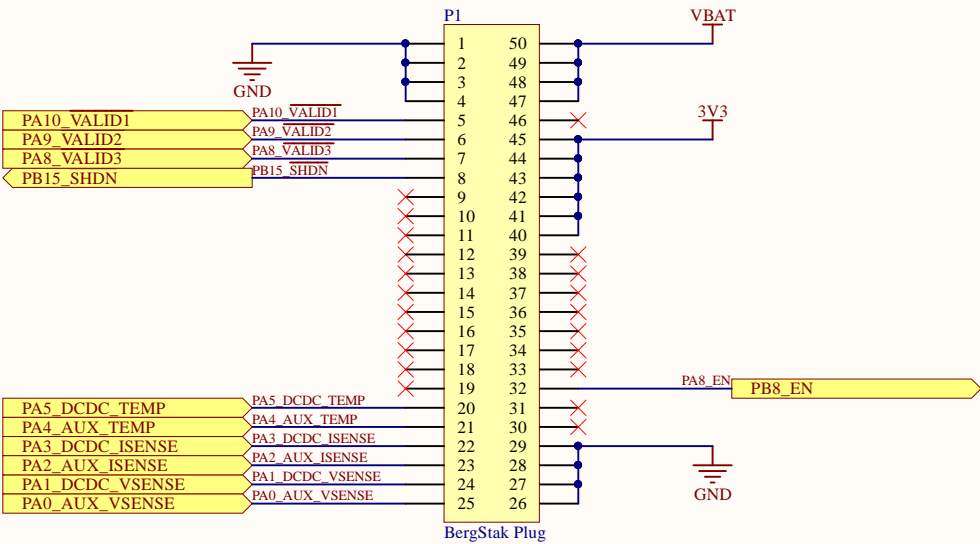 P1
VBAT
1 50
2 49
3 48
GND
4 47
PA10_VALID1 PA10_VALID1 5 46
3V3
PA9_VALID2 PA9_VALID2 6 45
PA8_VALID3 PA8_VALID3 7 44
PB15_SHDN PB15_SHDN 8 43
9 42
10 41
11 40
12 39
13 38
14 37
15 36
16 35
17 34
18 33
19 32 PA8_EN PB8_EN
PA5_DCDC_TEMP PA5_DCDC_TEMP 20 31
PA4_AUX_TEMP PA4_AUX_TEMP 21 30
PA3_DCDC_ISENSE PA3_DCDC_ISENSE 22 29
PA2_AUX_ISENSE PA2_AUX_ISENSE 23 28
PA1_DCDC_VSENSE PA1_DCDC_VSENSE 24 27
GND
PA0_AUX_VSENSE PA0_AUX_VSENSE 25 26
BergStak Plug